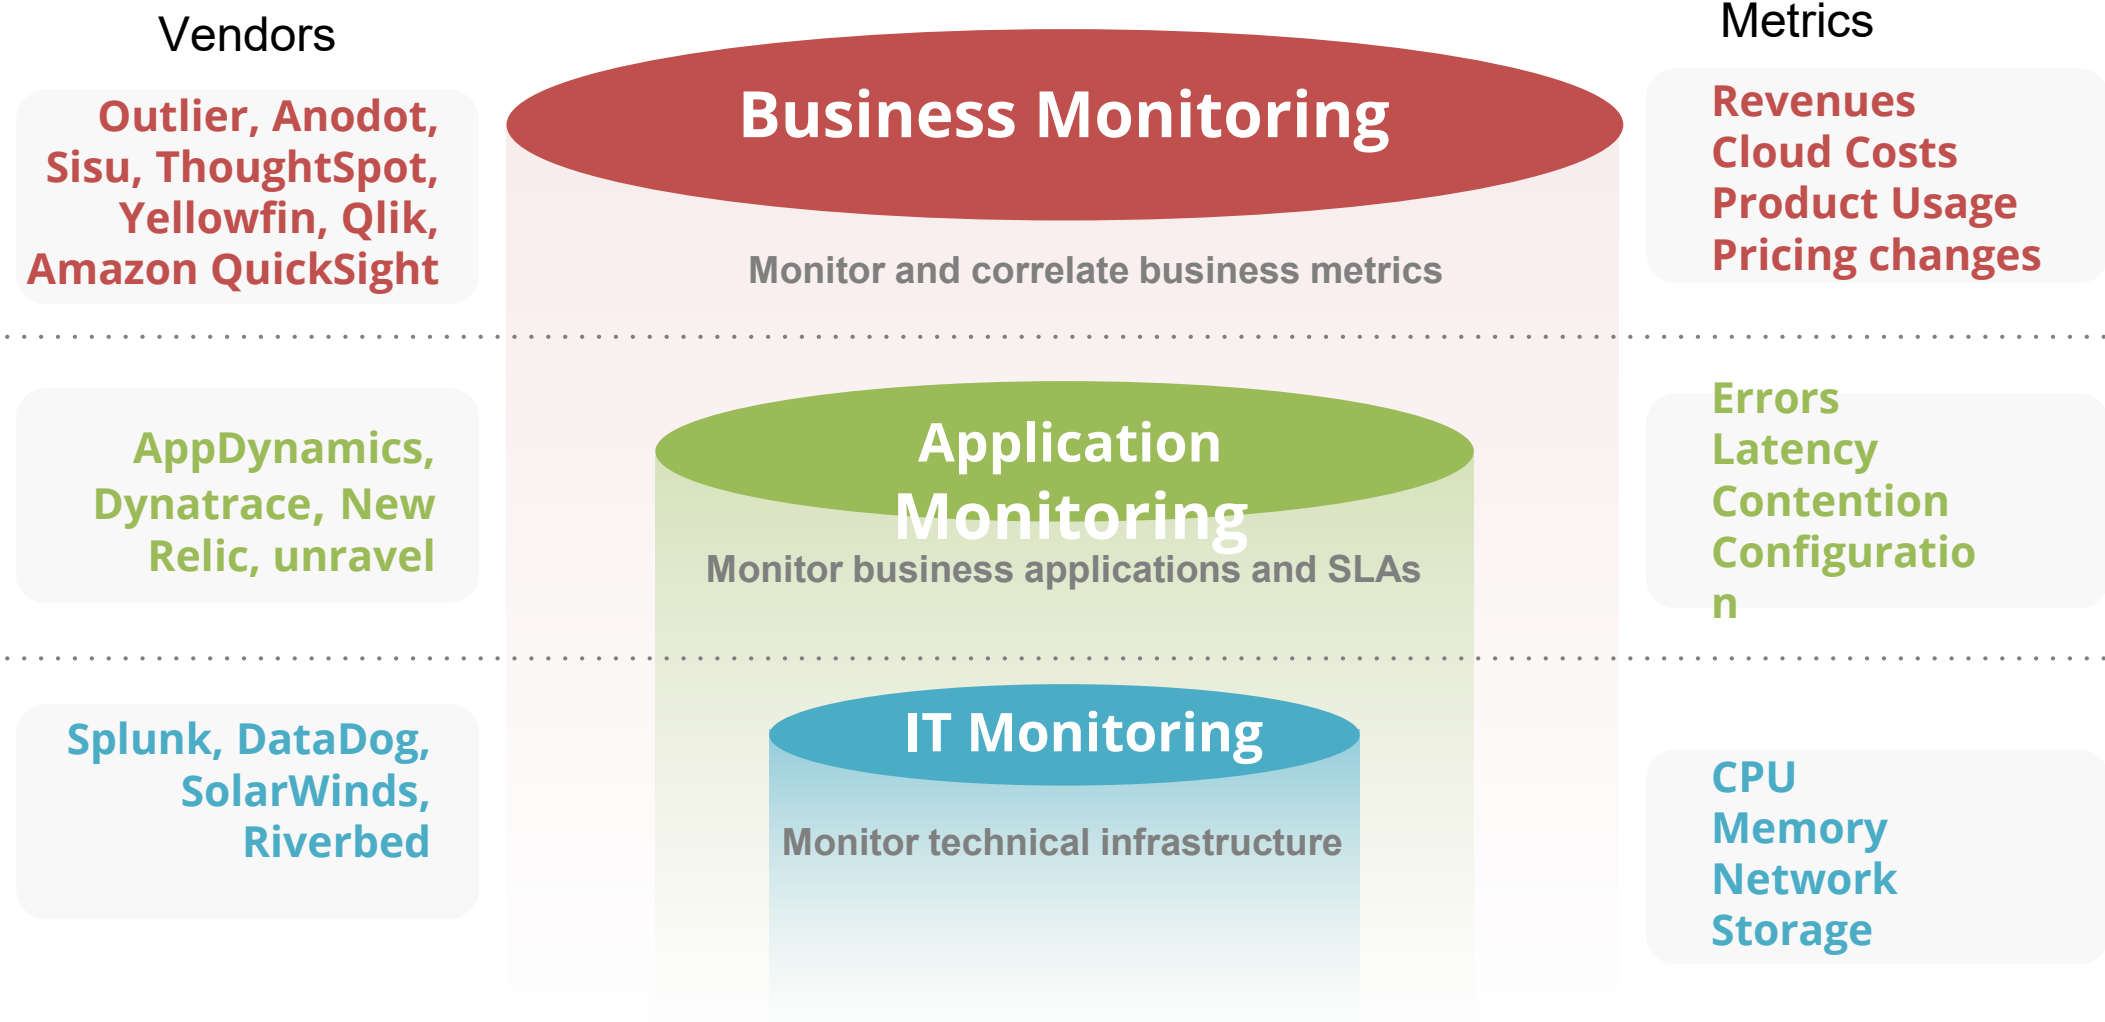 Vendors
Metrics
Outlier, Anodot,
Sisu, ThoughtSpot,
Yellowfin, Qlik,
Amazon QuickSight
Business Monitoring
Monitor and correlate business metrics
Revenues
Cloud Costs
Product Usage
Pricing changes
AppDynamics,
Dynatrace, New
Relic, unravel
Application
Monitoring
Monitor business applications and SLAs
Errors
Latency
Contention
Configuratio
n
Splunk, DataDog,
SolarWinds,
Riverbed
IT Monitoring
Monitor technical infrastructure
CPU
Memory
Network
Storage